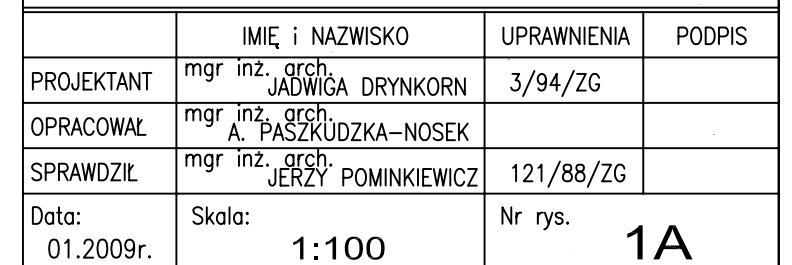 IMIĘ i NAZWISKO UPRAWNIENIA PODPIS
PROJEKTANT mgr inż. arch. JADWIGA DRYNKORN 3/94/ZG
OPRACOWAŁ mgr inż. arch. A. PASZKUDZKA–NOSEK
SPRAWDZIŁ mgr inż. arch. JERZY POMINKIEWICZ 121/88/ZG
Data: Skala: Nr rys.
01.2009r. 1:100 1A